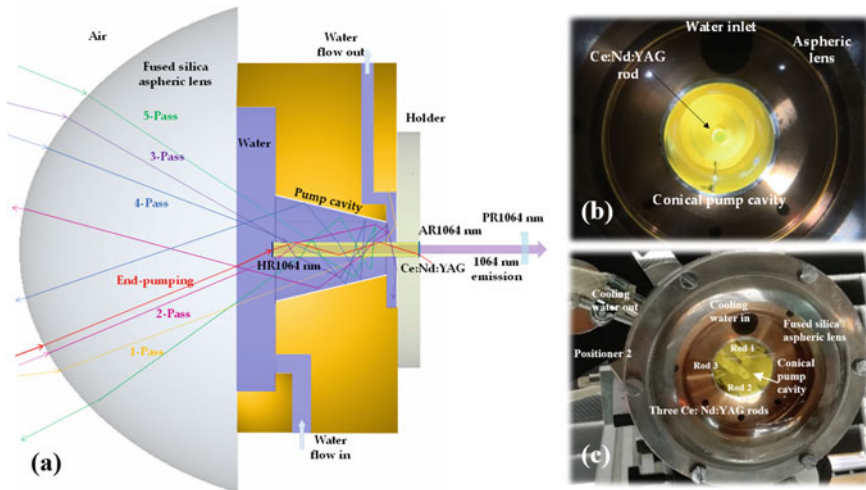 Air
Fused silica
aspheric lens
5-Pass
3-Pass
4-Pass
End-pumping
2-Pass
1-Pass
(a)
Water
flow out
Holder
Water
Pump cavity
PR1064 nm
AR1064 nm
HR1064 nm
1064 nm
emission
Ce:Nd:YAG
Water
flow in
Water inlet
Ce:Nd:YAG
rod
Aspheric
lens
Conical pump cavity
(b)
Cooling
water out
Cooling
water in
Fused silica
aspheric lens
Positioner 2
Rod 1
Rod 3
Rod 2
Conical
pump
cavity
Three Ce: Nd:YAG rods
(c)